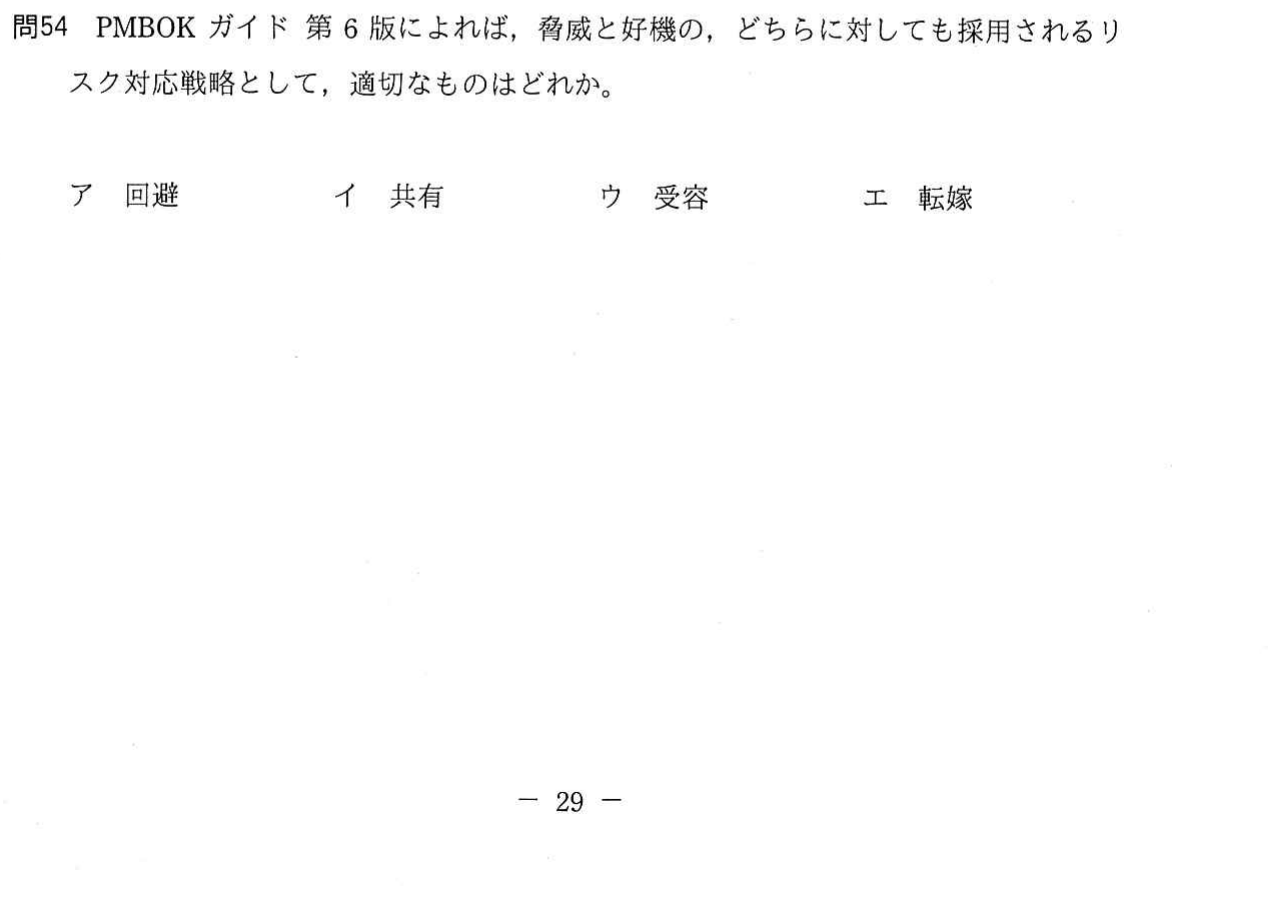 問54 PMBOK ガイド 第 6 版によれば，脅威と好機の，どちらに対しても採用されるリ
スク対応戦略として，適切なものはどれか。
ア 回避 イ 共有 ウ 受容 エ 転嫁
－ 29 －